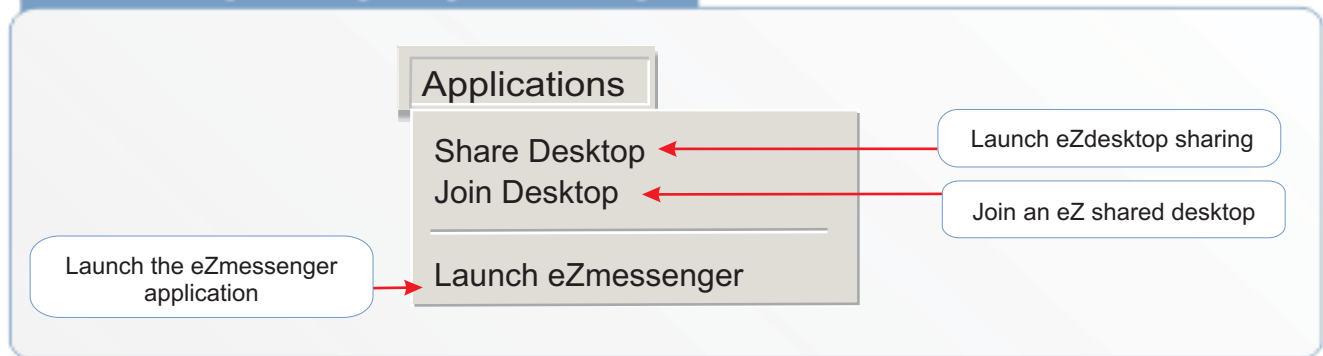 Applications
Share Desktop
Launch eZdesktop sharing
Join Desktop
Join an eZ shared desktop
Launch the eZmessenger
application
Launch eZmessenger